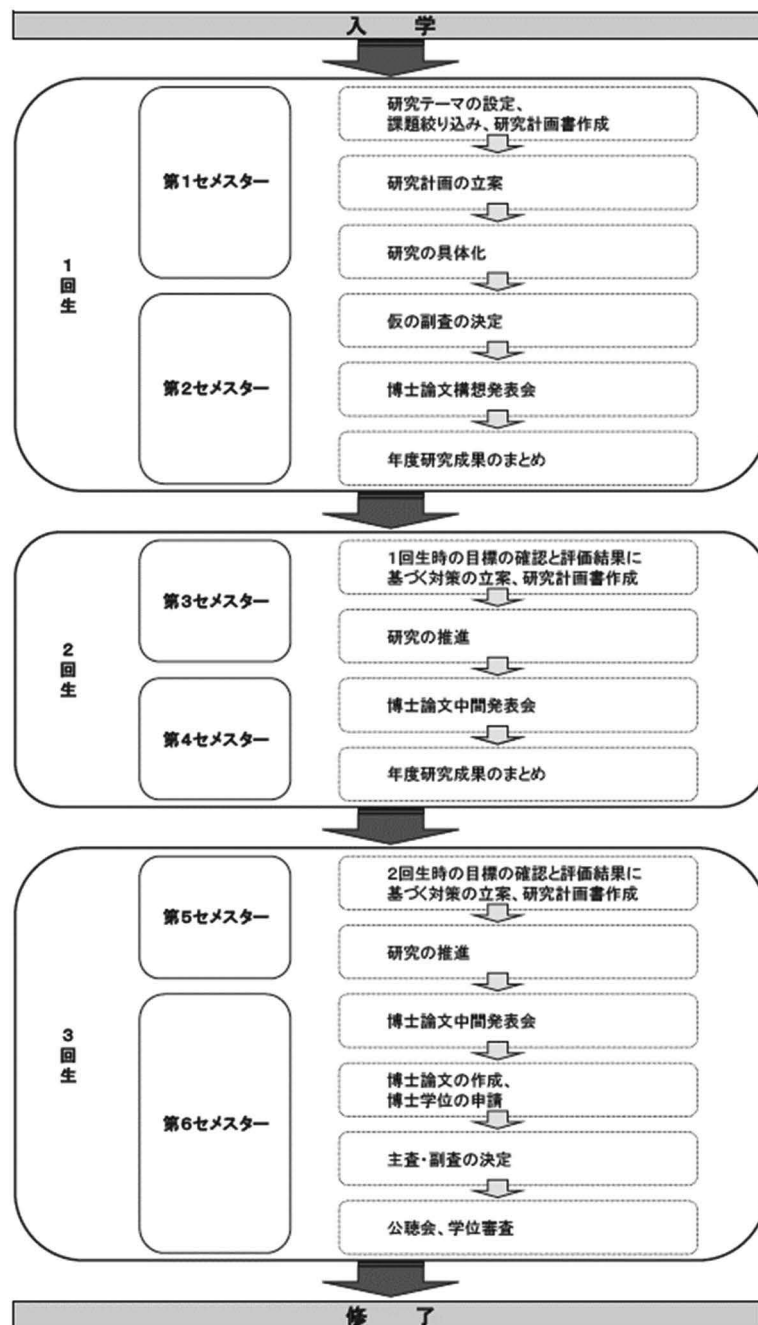 入 学
1回生
第1セメスター
研究テーマの設定、
課題絞り込み、研究計画書作成
研究計画の立案
研究の具体化
第2セメスター
仮の副査の決定
博士論文構想発表会
年度研究成果のまとめ
2回生
第3セメスター
1回生時の目標の確認と評価結果に
基づく対策の立案、研究計画書作成
研究の推進
第4セメスター
博士論文中間発表会
年度研究成果のまとめ
3回生
第5セメスター
2回生時の目標の確認と評価結果に
基づく対策の立案、研究計画書作成
研究の推進
第6セメスター
博士論文中間発表会
博士論文の作成、
博士学位の申請
主査・副査の決定
公聴会、学位審査
修 了